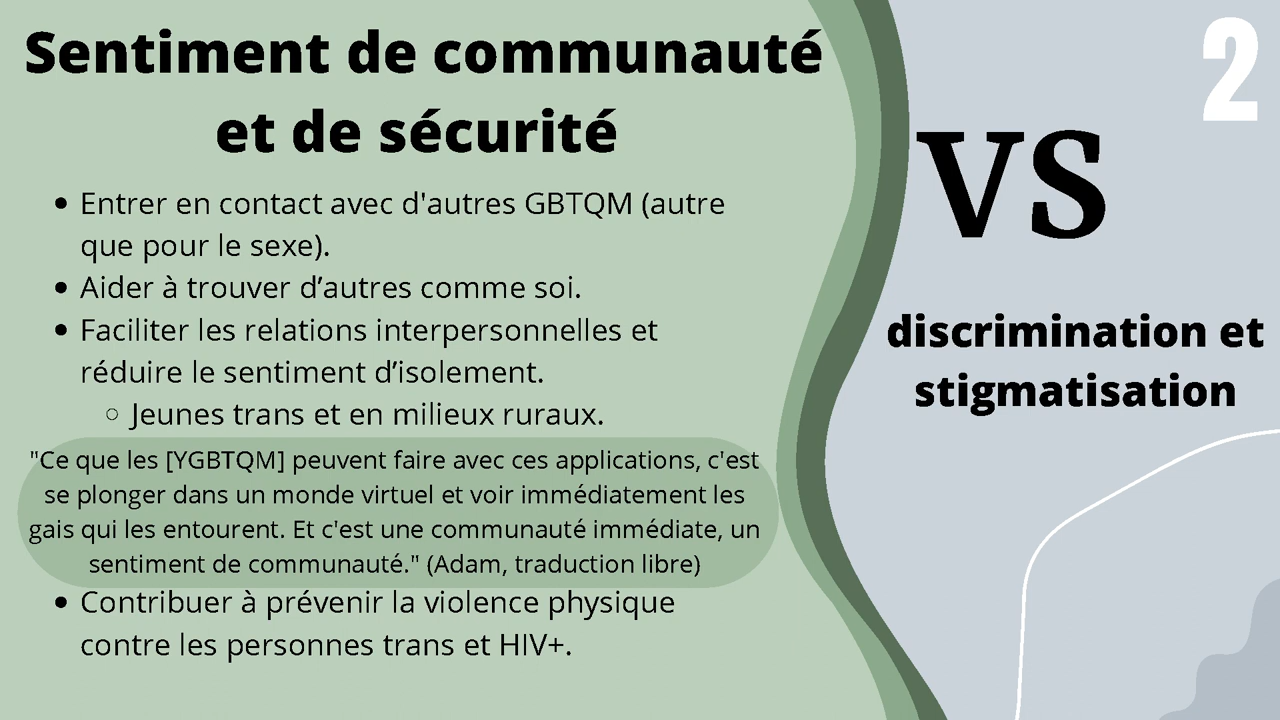 Sentiment de communauté
et de sécurité
• Entrer en contact avec d'autres GBTQM (autre
que pour le sexe).
• Aider à trouver d’autres comme soi.
• Faciliter les relations interpersonnelles et
réduire le sentiment d’isolement.
○ Jeunes trans et en milieux ruraux.
"Ce que les [YGBTQM] peuvent faire avec ces applications, c'est
se plonger dans un monde virtuel et voir immédiatement les
gais qui les entourent. Et c'est une communauté immédiate, un
sentiment de communauté." (Adam, traduction libre)
• Contribuer à prévenir la violence physique
contre les personnes trans et HIV+.
2
VS
discrimination et
stigmatisation